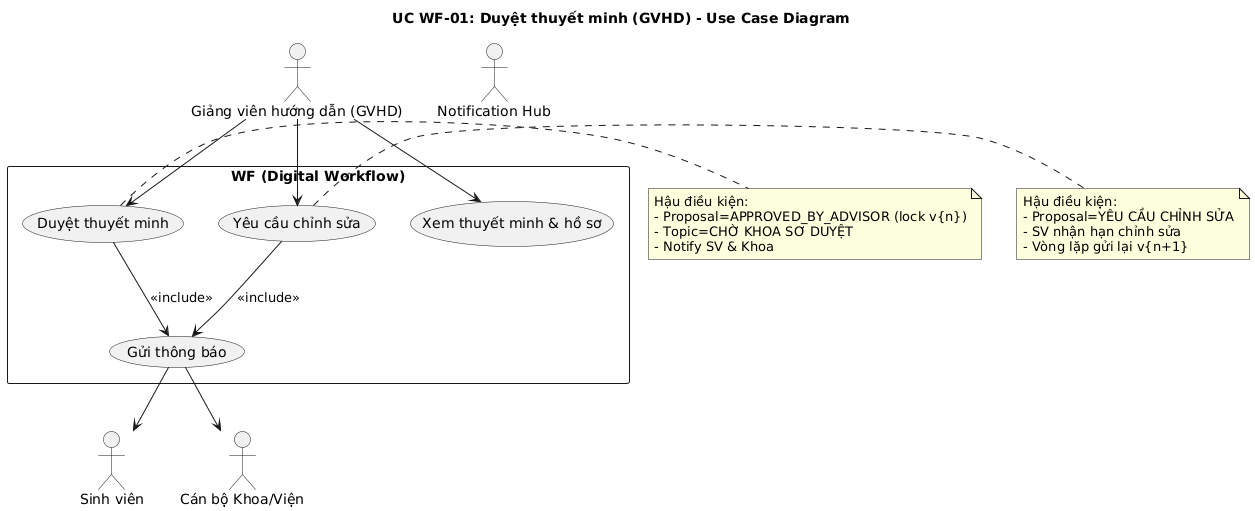 UC WF-01: Duyệt thuyết minh (GVHD) - Use Case Diagram
Giảng viên hướng dẫn (GVHD)
Notification Hub
WF (Digital Workflow)
Duyệt thuyết minh
Yêu cầu chỉnh sửa
Xem thuyết minh & hồ sơ
Hậu điều kiện:
- Proposal=APPROVED_BY_ADVISOR (lock v{n})
- Topic=CHỜ KHOA SƠ DUYỆT
- Notify SV & Khoa
Hậu điều kiện:
- Proposal=YÊU CẦU CHỈNH SỬA
- SV nhận hạn chỉnh sửa
- Vòng lặp gửi lại v{n+1}
«include»
«include»
Gửi thông báo
Sinh viên
Cán bộ Khoa/Viện